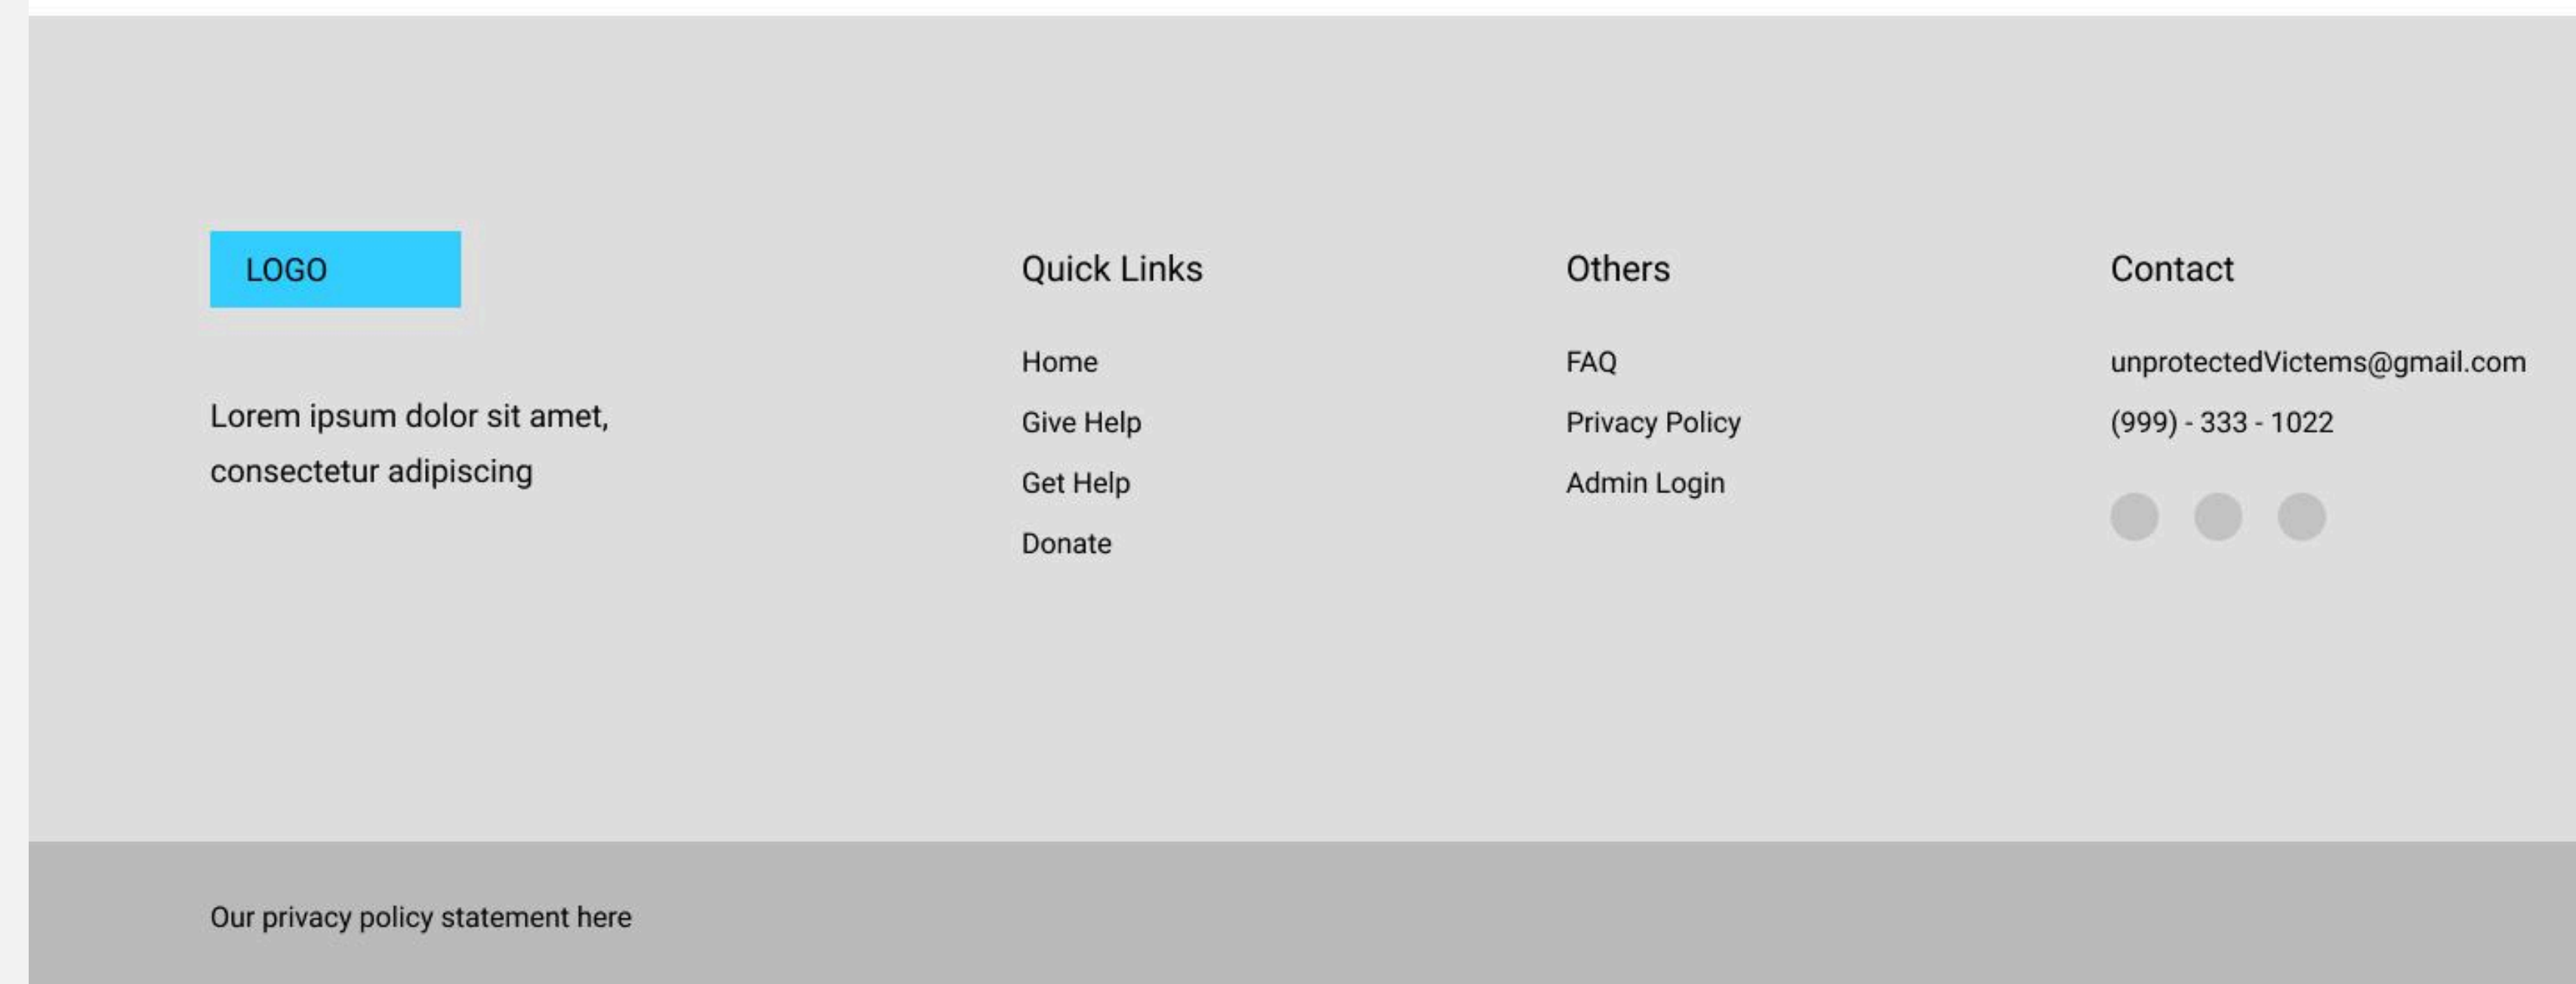 LOGO
Lorem ipsum dolor sit amet,
consectetur adipiscing
Quick Links
Home
Give Help
Get Help
Donate
Others
FAQ
Privacy Policy
Admin Login
Contact
unprotectedVictems@gmail.com
(999) - 333 - 1022
Our privacy policy statement here